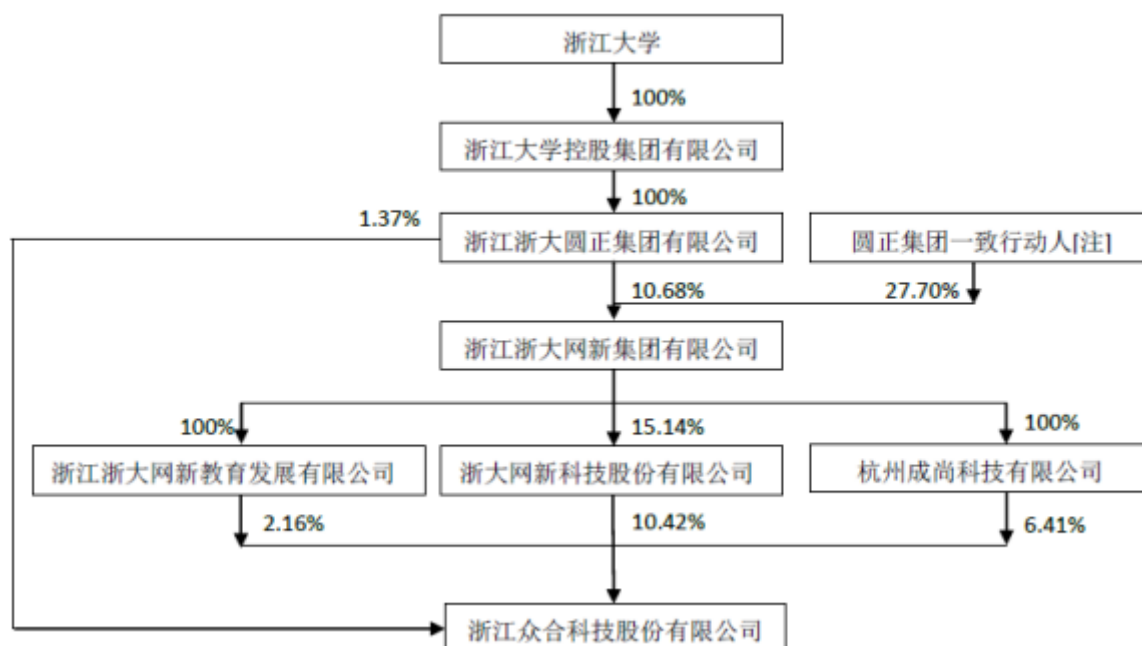 浙江大学
100%
浙江大学控股集团有限公司
100%
1.37%
浙江浙大圆正集团有限公司
圆正集团一致行动人[注]
10.68%
27.70%
浙江浙大网新集团有限公司
100%
15.14%
100%
浙江浙大网新教育发展有限公司
浙大网新科技股份有限公司
杭州成尚科技有限公司
2.16%
10.42%
6.41%
浙江众合科技股份有限公司